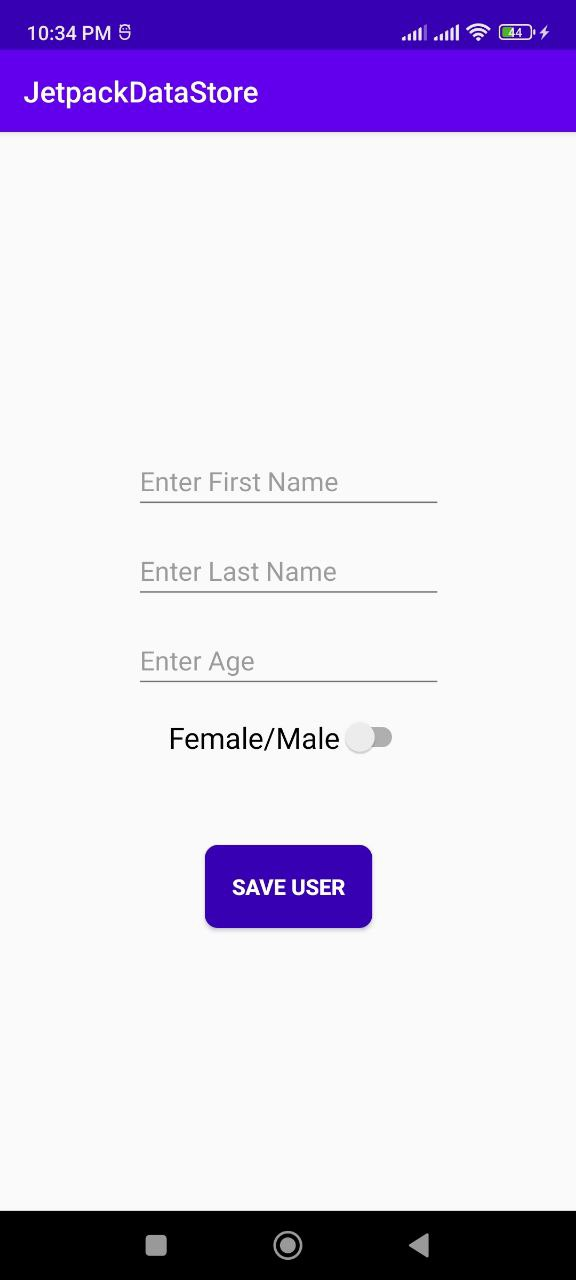 10:34 PM
44
JetpackDataStore
Enter First Name
Enter Last Name
Enter Age
Female/Male
SAVE USER